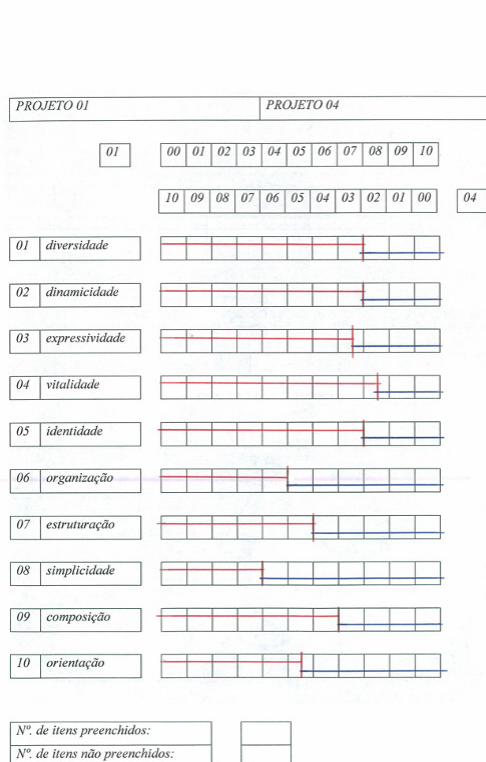 PROJETO 01 PROJETO 04
01 00 01 02 03 04 05 06 07 08 09 10
10 09 08 07 06 05 04 03 02 01 00 04
01 diversidade
02 dinamicidade
03 expressividade
04 vitalidade
05 identidade
06 organização
07 estruturação
08 simplicidade
09 composição
10 orientação
Nº. de itens preenchidos:
Nº. de itens não preenchidos: